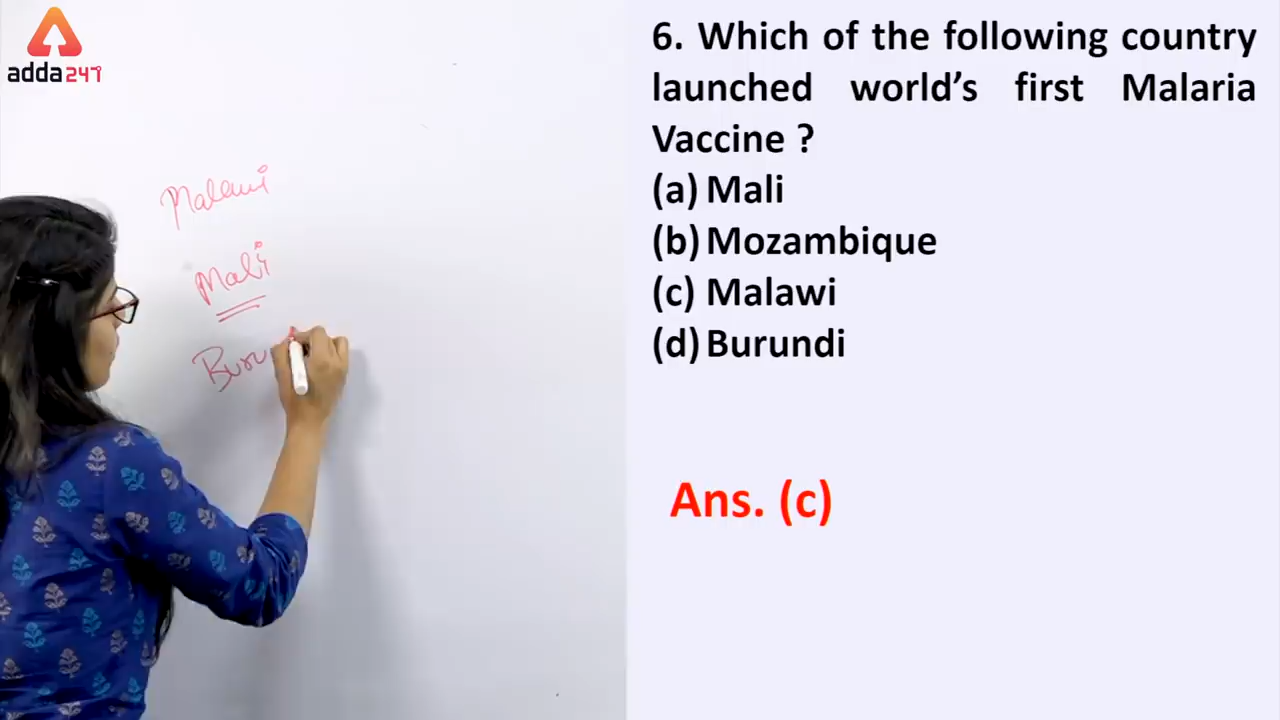 adda247
Malawi
Mali
6. Which of the following country
launched world’s first Malaria
Vaccine ?
(a) Mali
(b) Mozambique
(c) Malawi
(d) Burundi
Ans. (c)